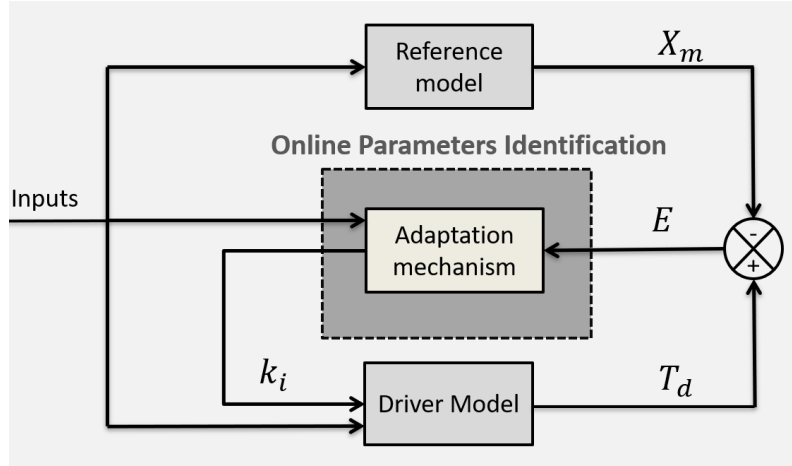 Reference
model
X_m
Online Parameters Identification
Inputs
Adaptation
mechanism
E
-
+
k_i
Driver Model
T_d